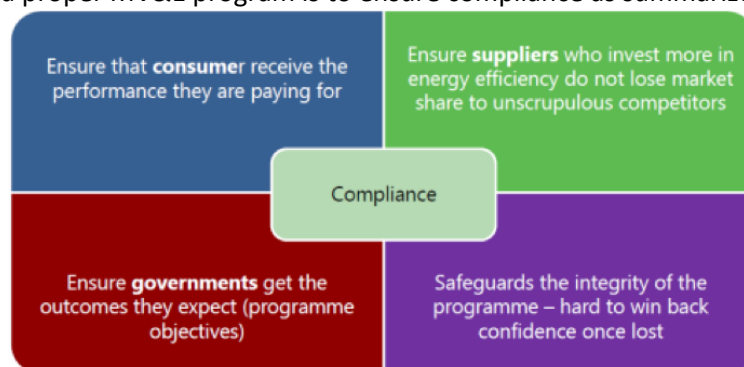 a proper MV&E program is to ensure compliance as summariz
Ensure that consumer receive the
performance they are paying for
Ensure suppliers who invest more in
energy efficiency do not lose market
share to unscrupulous competitors
Compliance
Ensure governments get the
outcomes they expect (programme
objectives)
Safeguards the integrity of the
programme – hard to win back
confidence once lost